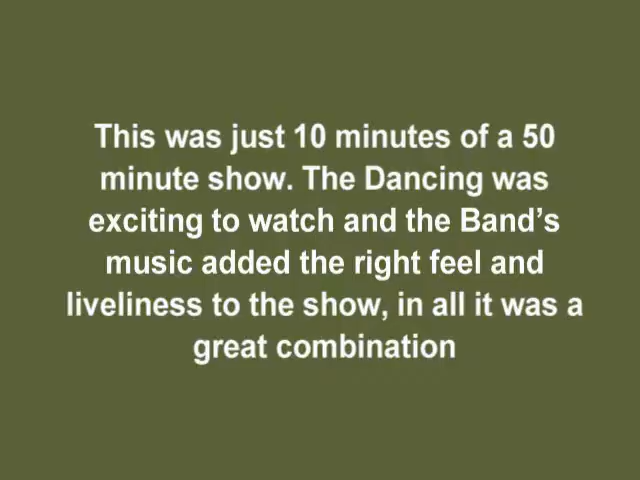 This was just 10 minutes of a 50
minute show. The Dancing was
exciting to watch and the Band’s
music added the right feel and
liveliness to the show, in all it was a
great combination